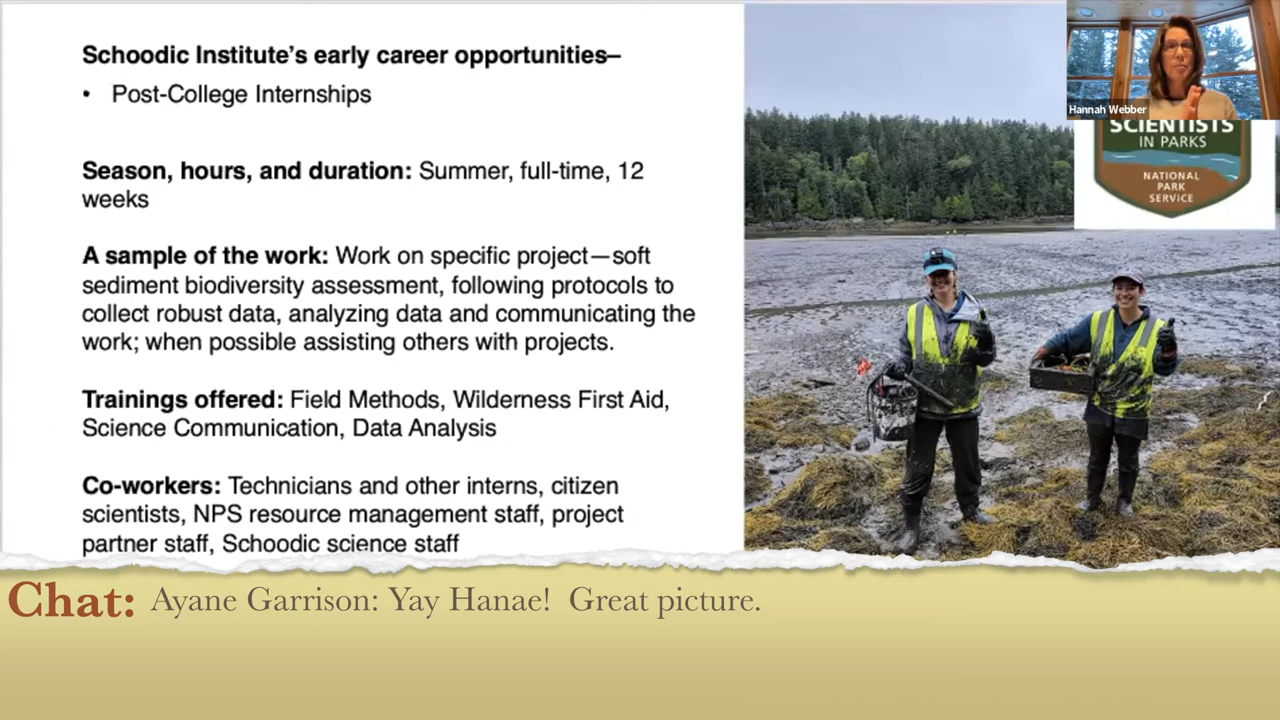 Schoodic Institute's early career opportunities–
• Post-College Internships
Season, hours, and duration: Summer, full-time, 12
weeks
A sample of the work: Work on specific project—soft
sediment biodiversity assessment, following protocols to
collect robust data, analyzing data and communicating the
work; when possible assisting others with projects.
Trainings offered: Field Methods, Wilderness First Aid,
Science Communication, Data Analysis
Co-workers: Technicians and other interns, citizen
scientists, NPS resource management staff, project
partner staff, Schoodic science staff
Hannah Webber
SCIENTISTS
IN PARKS
NATIONAL
PARK
SERVICE
Chat: Ayane Garrison: Yay Hanae! Great picture.